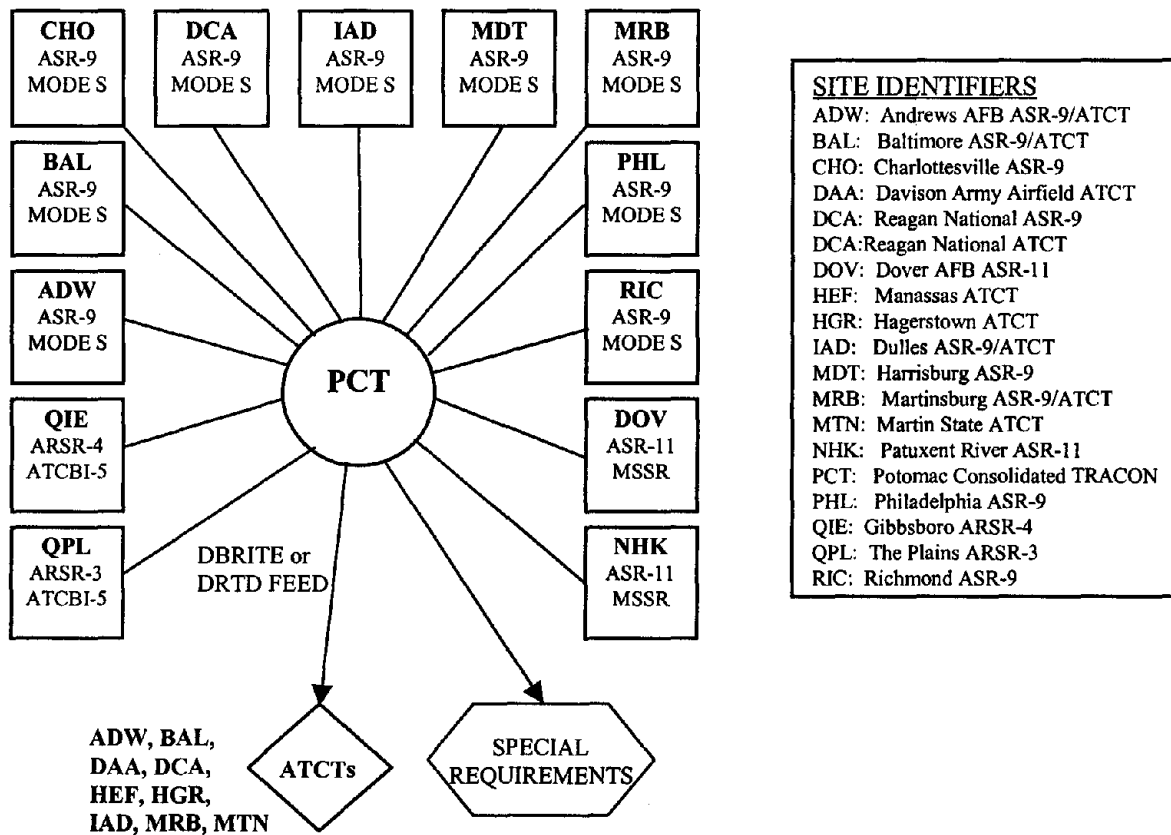 CHO
ASR-9
MODE S
DCA
ASR-9
MODE S
IAD
ASR-9
MODE S
MDT
ASR-9
MODE S
MRB
ASR-9
MODE S
BAL
ASR-9
MODE S
PHL
ASR-9
MODE S
ADW
ASR-9
MODE S
RIC
ASR-9
MODE S
PCT
QIE
ARSR-4
ATCBI-5
DOV
ASR-11
MSSR
QPL
ARSR-3
ATCBI-5
NHK
ASR-11
MSSR
DBRITE or
DRTD FEED
ADW, BAL,
DAA, DCA,
HEF, HGR,
IAD, MRB, MTN
ATCTs
SPECIAL
REQUIREMENTS
SITE IDENTIFIERS
ADW: Andrews AFB ASR-9/ATCT
BAL: Baltimore ASR-9/ATCT
CHO: Charlottesville ASR-9
DAA: Davison Army Airfield ATCT
DCA: Reagan National ASR-9
DCA:Reagan National ATCT
DOV: Dover AFB ASR-11
HEF: Manassas ATCT
HGR: Hagerstown ATCT
IAD: Dulles ASR-9/ATCT
MDT: Harrisburg ASR-9
MRB: Martinsburg ASR-9/ATCT
MTN: Martin State ATCT
NHK: Patuxent River ASR-11
PCT: Potomac Consolidated TRACON
PHL: Philadelphia ASR-9
QIE: Gibbsboro ARSR-4
QPL: The Plains ARSR-3
RIC: Richmond ASR-9